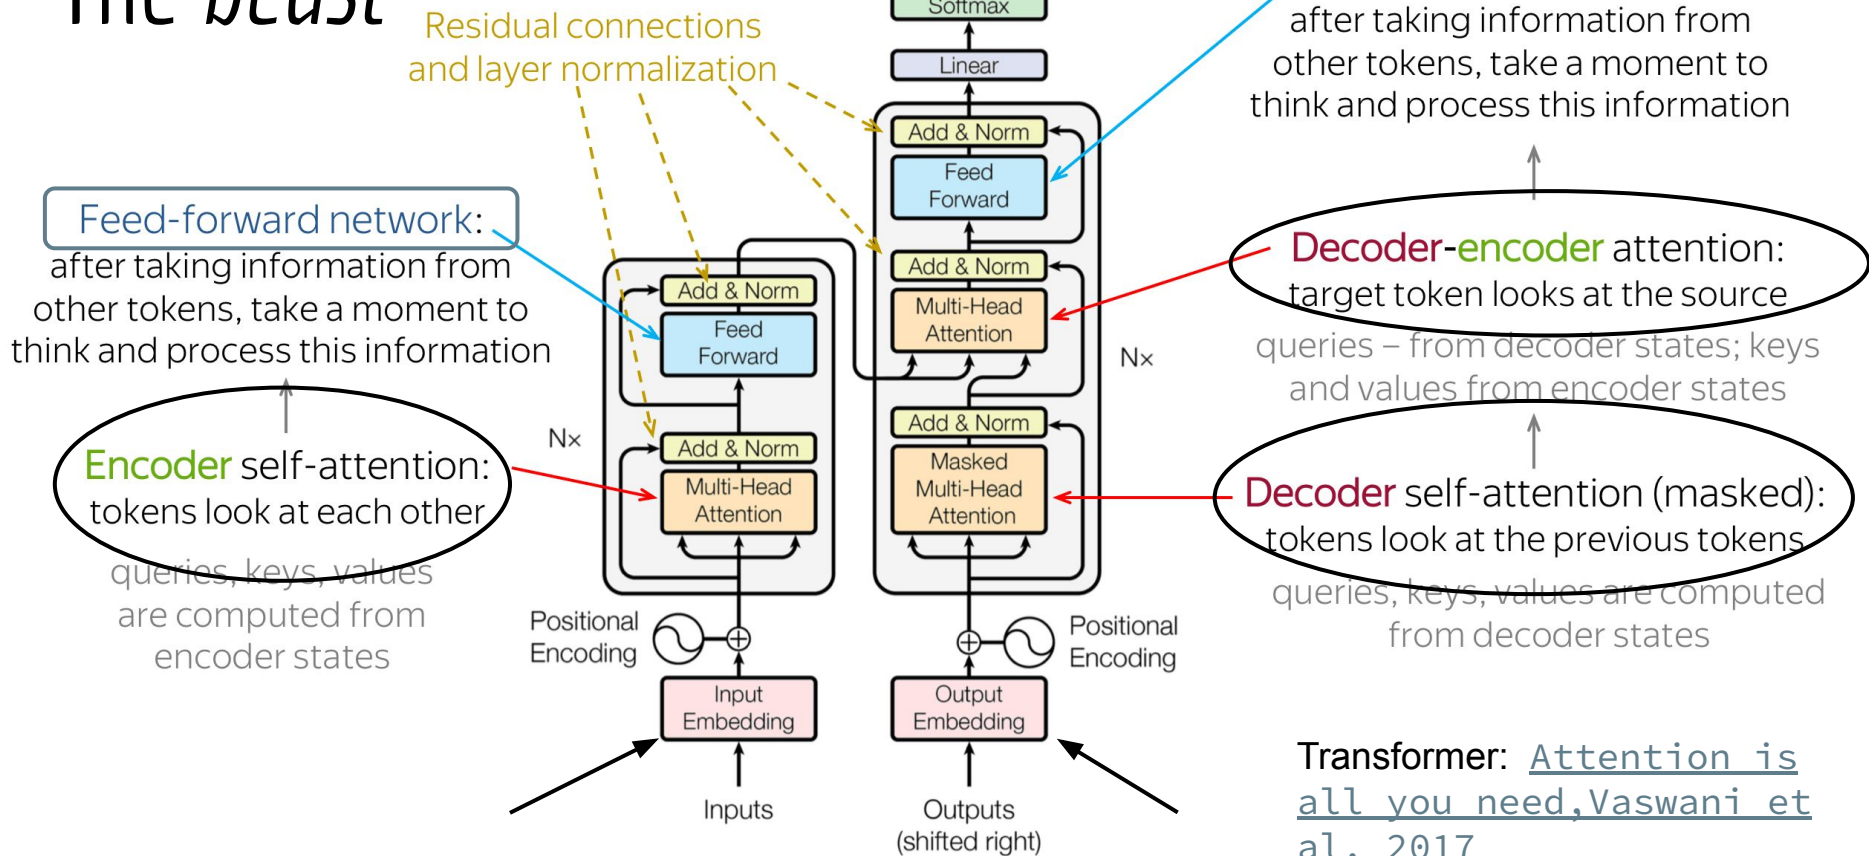 The beast
Residual connections
and layer normalization
Feed-forward network:
after taking information from
other tokens, take a moment to
think and process this information
Encoder self-attention:
tokens look at each other
queries, keys, values
are computed from
encoder states
Nx
Add & Norm
Feed
Forward
Add & Norm
Multi-Head
Attention
Positional
Encoding
Input
Embedding
Inputs
Softmax
Linear
Add & Norm
Feed
Forward
Add & Norm
Multi-Head
Attention
Nx
Add & Norm
Masked
Multi-Head
Attention
Positional
Encoding
Output
Embedding
Outputs
(shifted right)
after taking information from
other tokens, take a moment to
think and process this information
Decoder-encoder attention:
target token looks at the source
queries – from decoder states; keys
and values from encoder states
Decoder self-attention (masked):
tokens look at the previous tokens
queries, keys, values are computed
from decoder states
Transformer: Attention is
all you need,Vaswani et
al. 2017